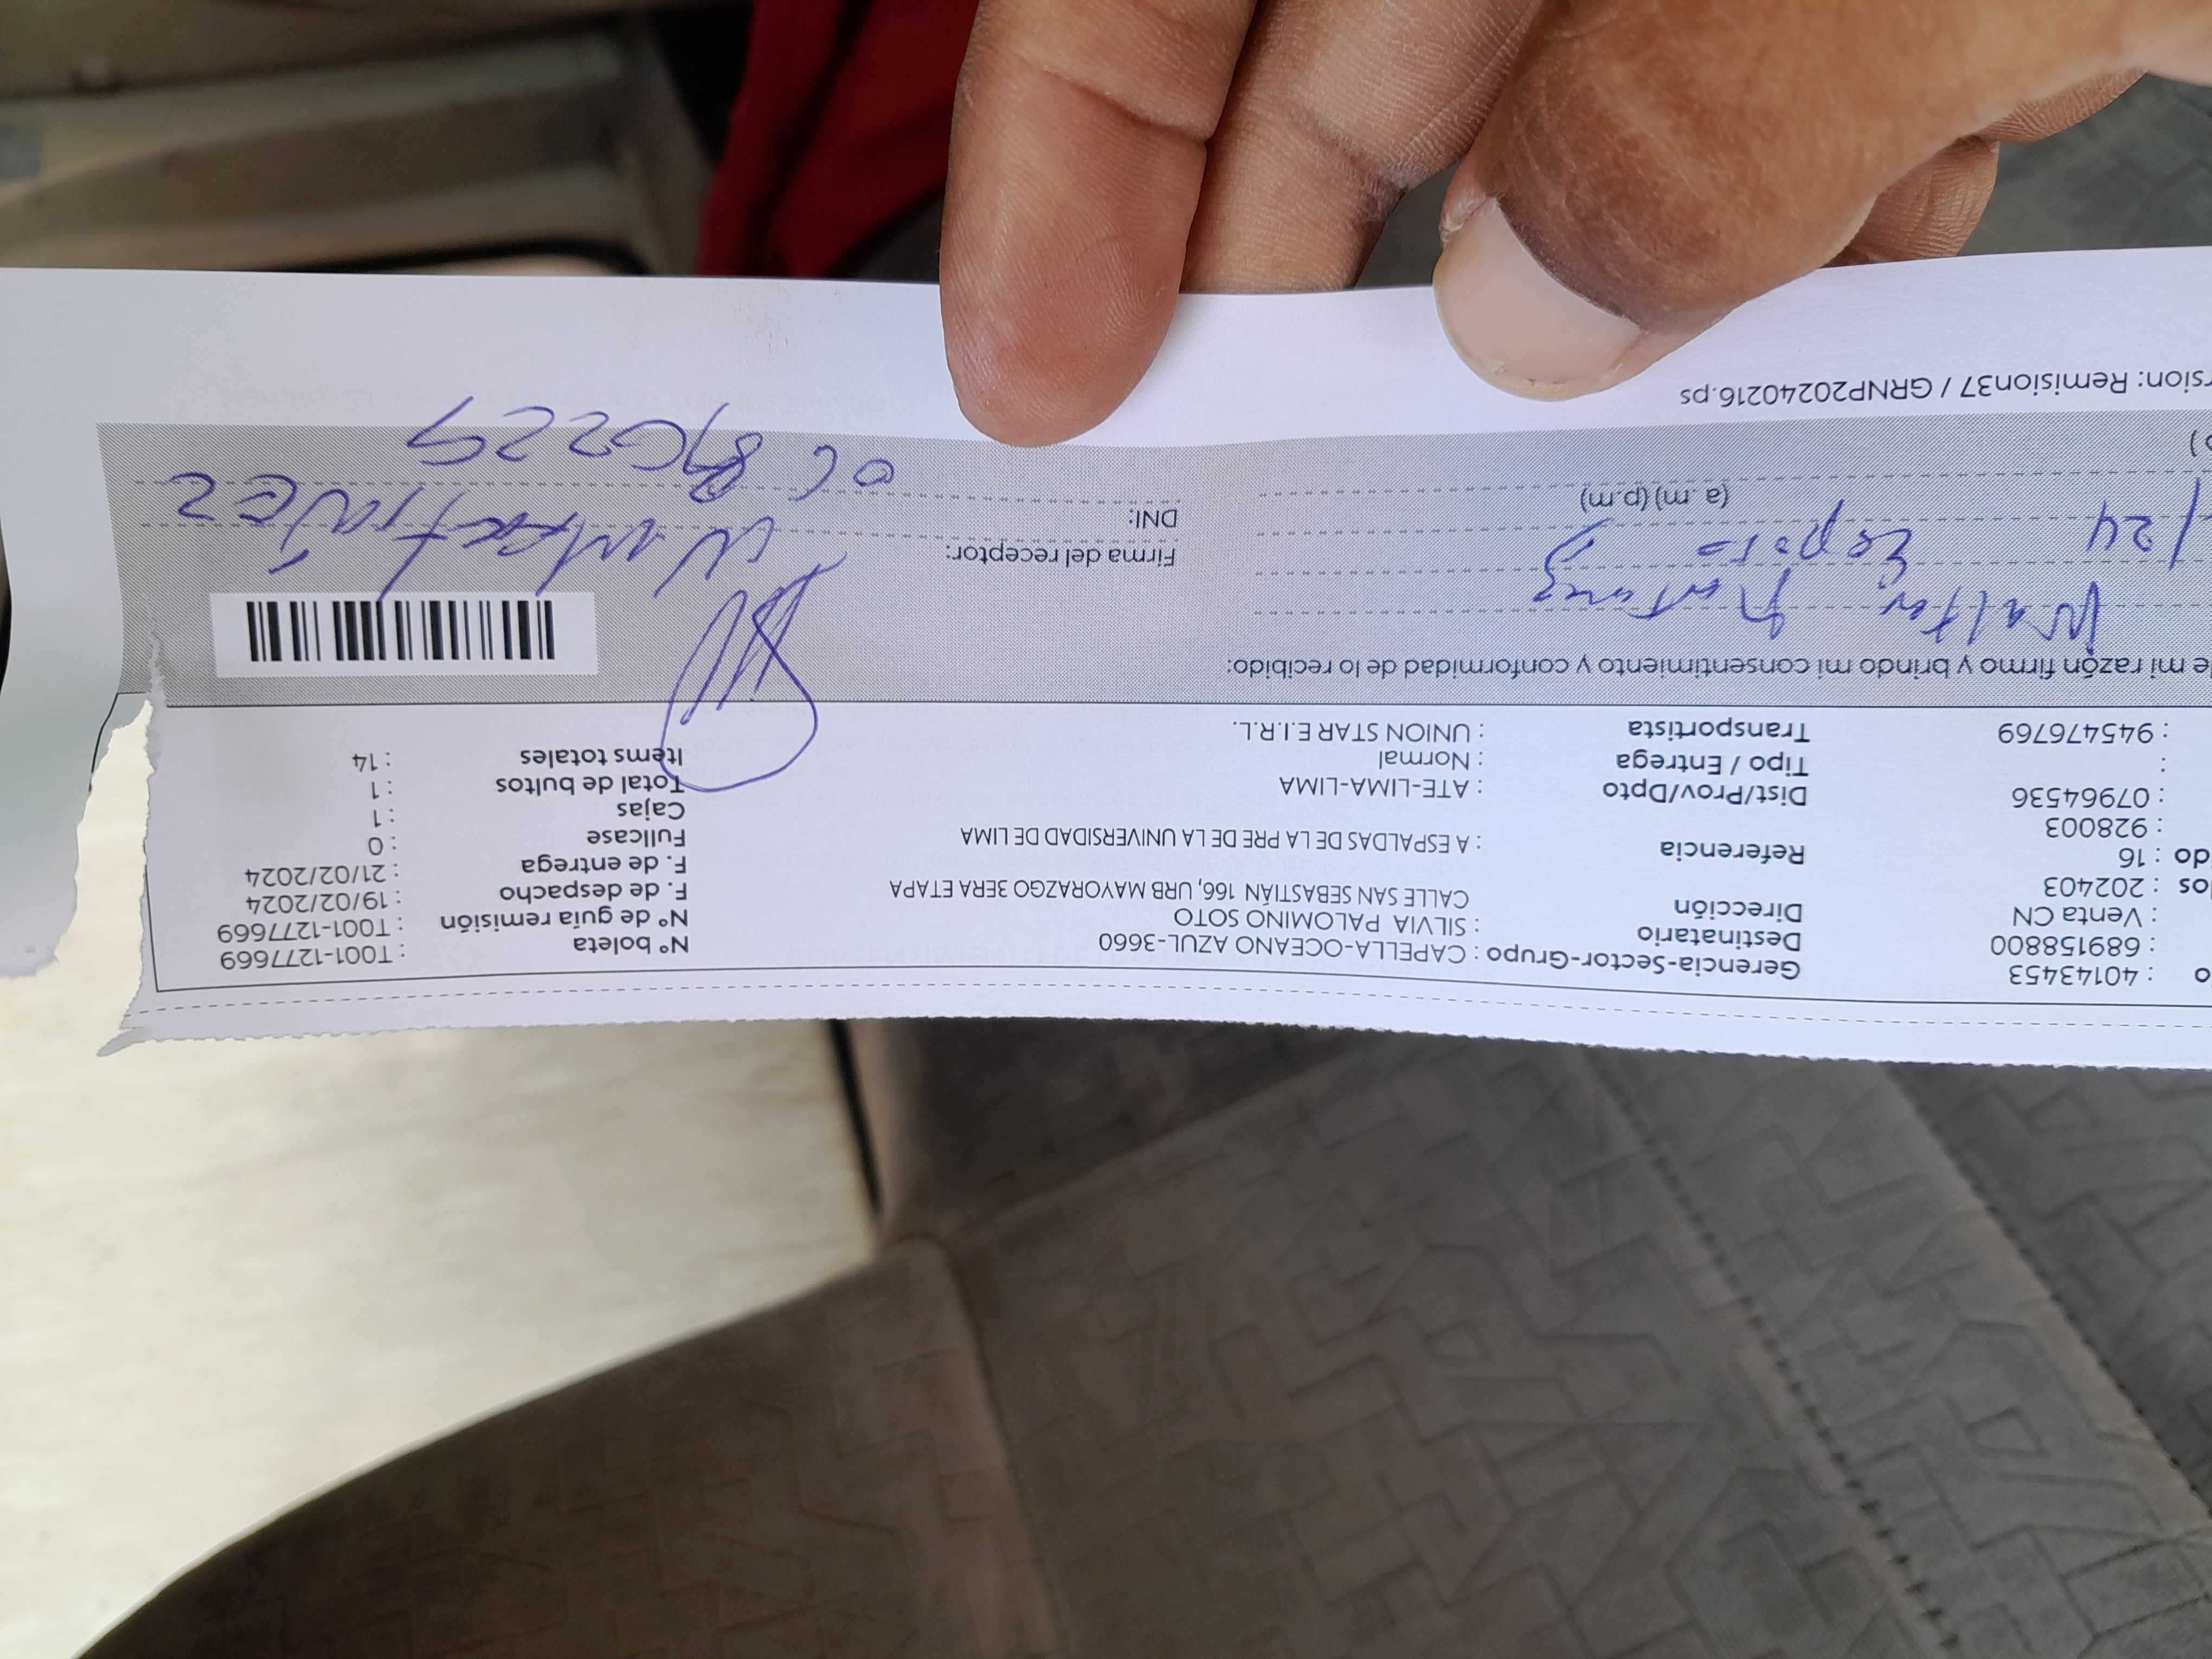 o : 40143453 Gerencia-Sector-Grupo : CAPELLA-OCEANO AZUL-3660 N° boleta : T001-1277669
: 689158800 Destinatario : SILVIA PALOMINO SOTO N° de guía remisión : T001-1277669
: Venta CN Dirección CALLE SAN SEBASTIÁN 166, URB MAYORAZGO 3ERA ETAPA F. de despacho : 19/02/2024
los : 202403 F. de entrega : 21/02/2024
do : 16 Referencia : A ESPALDAS DE LA PRE DE LA UNIVERSIDAD DE LIMA Fullcase : 0
: 928003 Cajas : 1
: 07964536 Dist/Prov/Dpto : ATE-LIMA-LIMA Total de bultos : 1
: Tipo / Entrega : Normal Items totales : 14
: 945476769 Transportista : UNION STAR E.I.R.L.
de mi razón firmo y brindo mi consentimiento y conformidad de lo recibido:
Walter
Firma del receptor:
/24 Esposo
DNI:
(a.m) (p.m)
rsion: Remision37 / GRNP20240216.ps